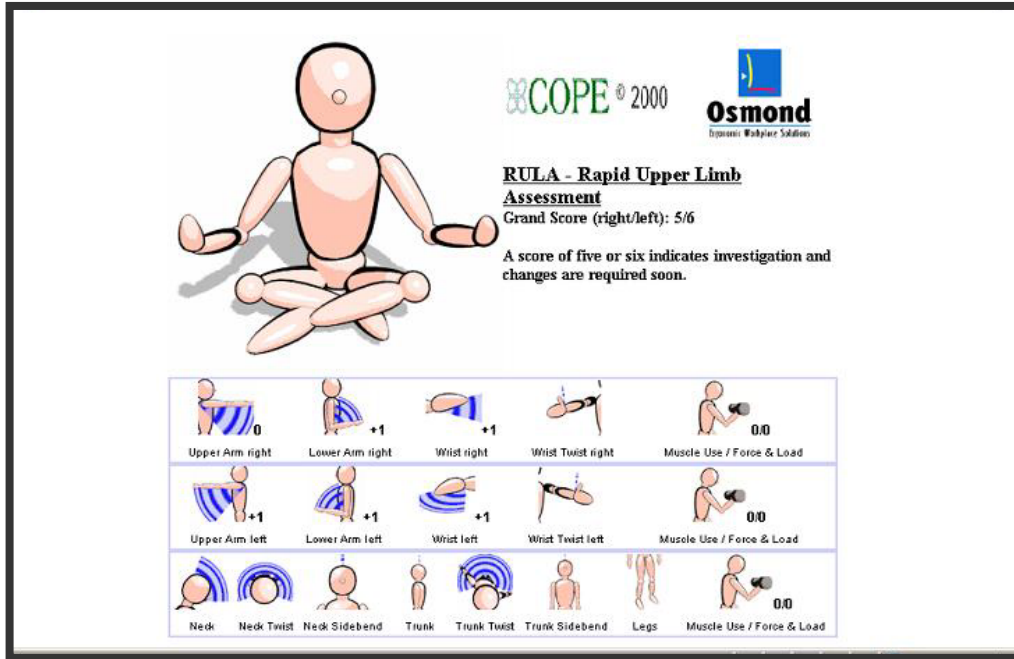 COPE © 2000
Osmond
Ergonomic Workplace Solutions
RULA - Rapid Upper Limb
Assessment
Grand Score (right/left): 5/6
A score of five or six indicates investigation and
changes are required soon.
0 +1 +1 0/0
Upper Arm right Lower Arm right Wrist right Wrist Twist right Muscle Use / Force & Load
+1 +1 +1 0/0
Upper Arm left Lower Arm left Wrist left Wrist Twist left Muscle Use / Force & Load
0/0
Neck Neck Twist Neck Sidebend Trunk Trunk Twist Trunk Sidebend Legs Muscle Use / Force & Load